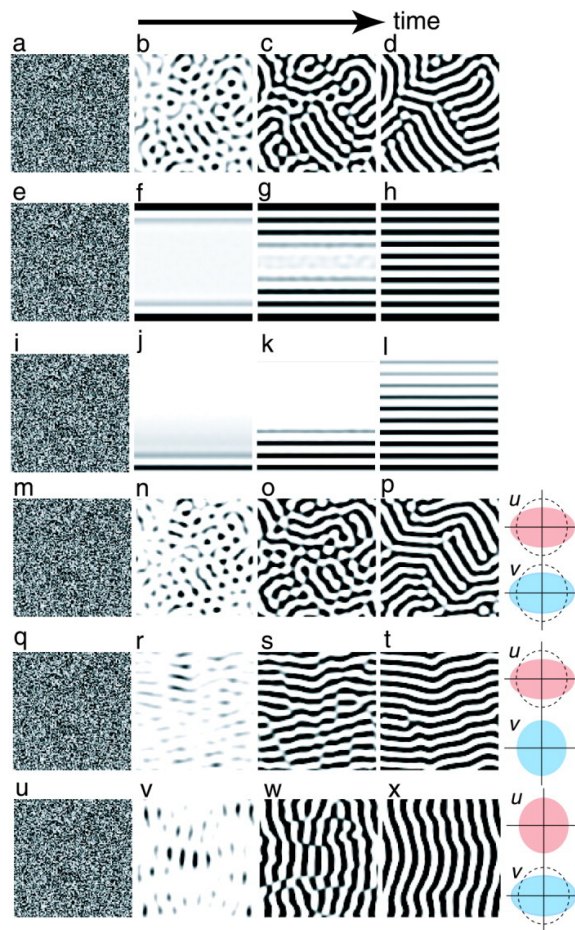 time
a b c d
e f g h
i j k l
m n o p
u
v
q r s t
u
v
u v w x
u
v